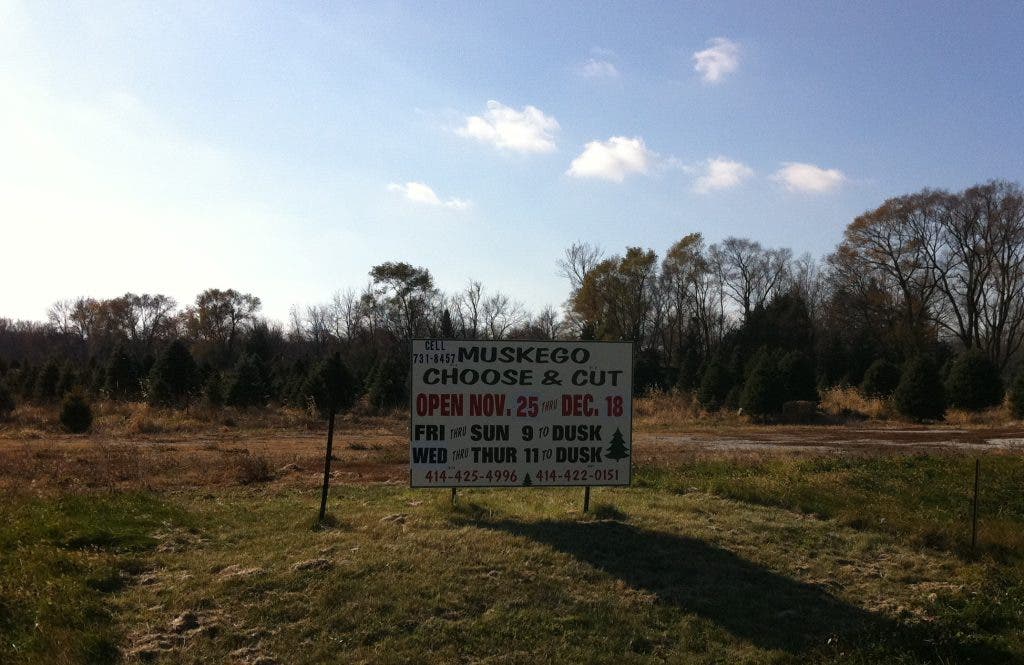 CELL
731-8457
MUSKEGO
CHOOSE & CUT
OPEN NOV. 25 THRU DEC. 18
FRI THRU SUN 9 TO DUSK
WED THRU THUR 11 TO DUSK
414-425-4996 414-422-0151